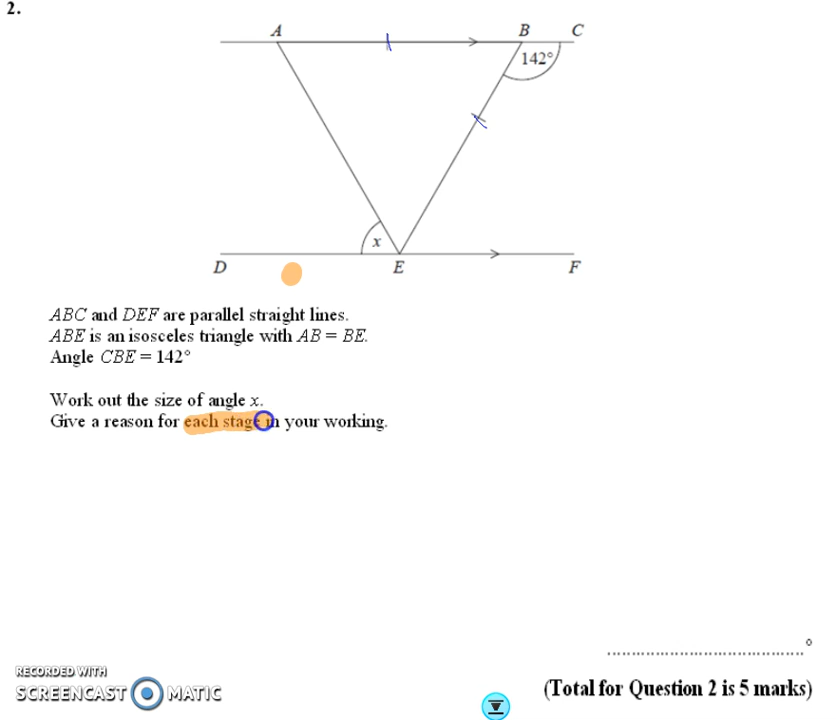 2.
A
B
C
142°
x
D
E
F
ABC and DEF are parallel straight lines.
ABE is an isosceles triangle with AB = BE.
Angle CBE = 142°
Work out the size of angle x.
Give a reason for each stage in your working.
..........................................°
RECORDED WITH
SCREENCAST MATIC
(Total for Question 2 is 5 marks)